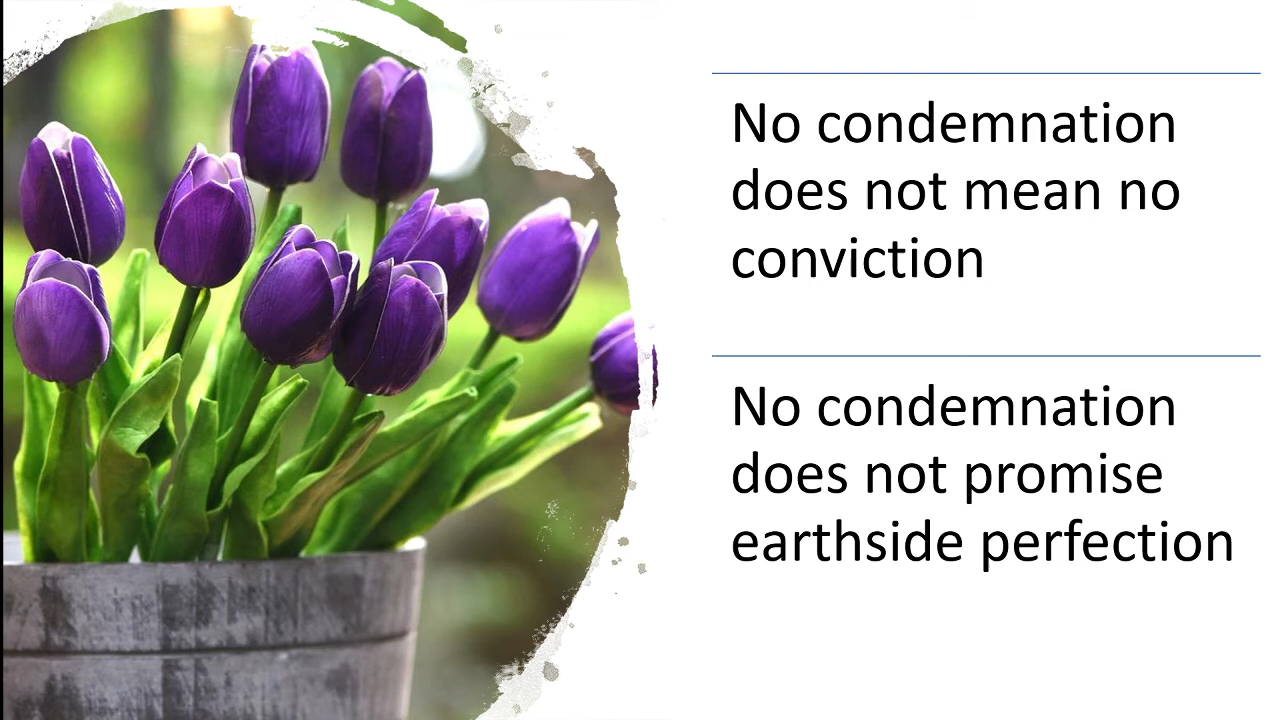 No condemnation
does not mean no
conviction
No condemnation
does not promise
earthside perfection